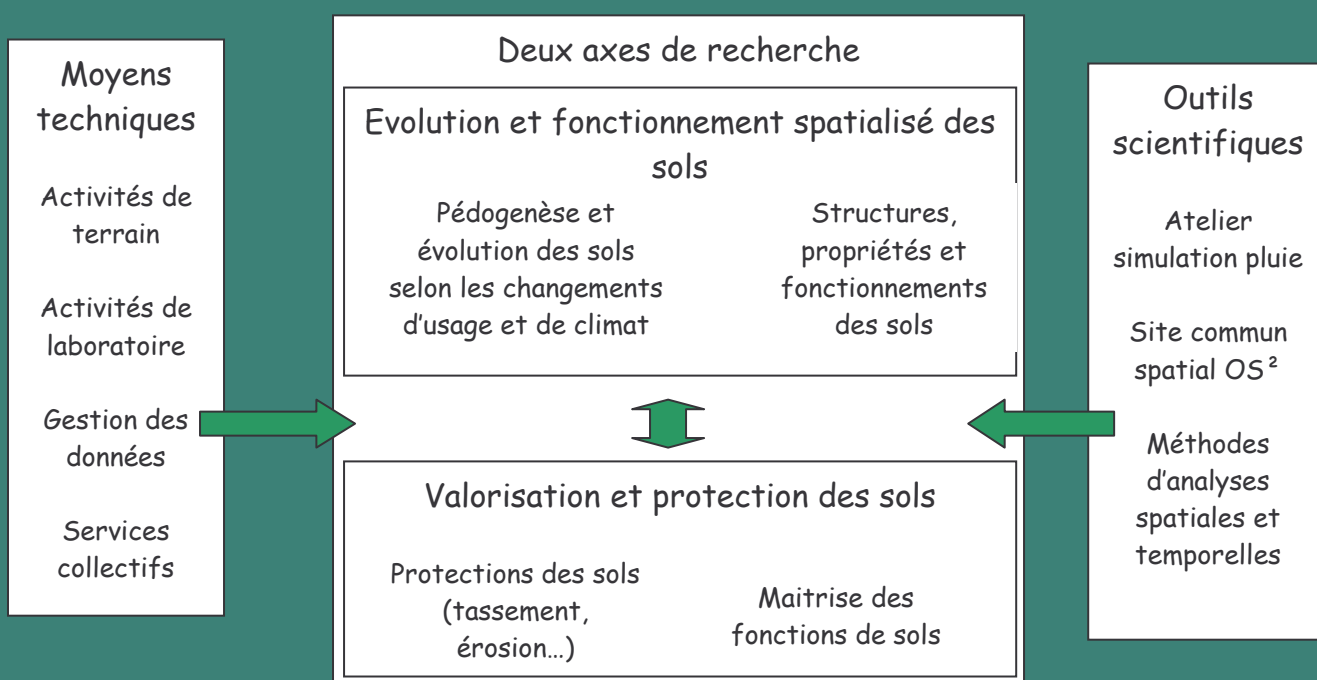 Moyens
techniques
Activités de
terrain
Activités de
laboratoire
Gestion des
données
Services
collectifs
Deux axes de recherche
Evolution et fonctionnement spatialisé des
sols
Pédogenèse et
évolution des sols
selon les changements
d'usage et de climat
Structures,
propriétés et
fonctionnements
des sols
Valorisation et protection des sols
Protections des sols
(tassement,
érosion…)
Maitrise des
fonctions de sols
Outils
scientifiques
Atelier
simulation pluie
Site commun
spatial OS²
Méthodes
d'analyses
spatiales et
temporelles